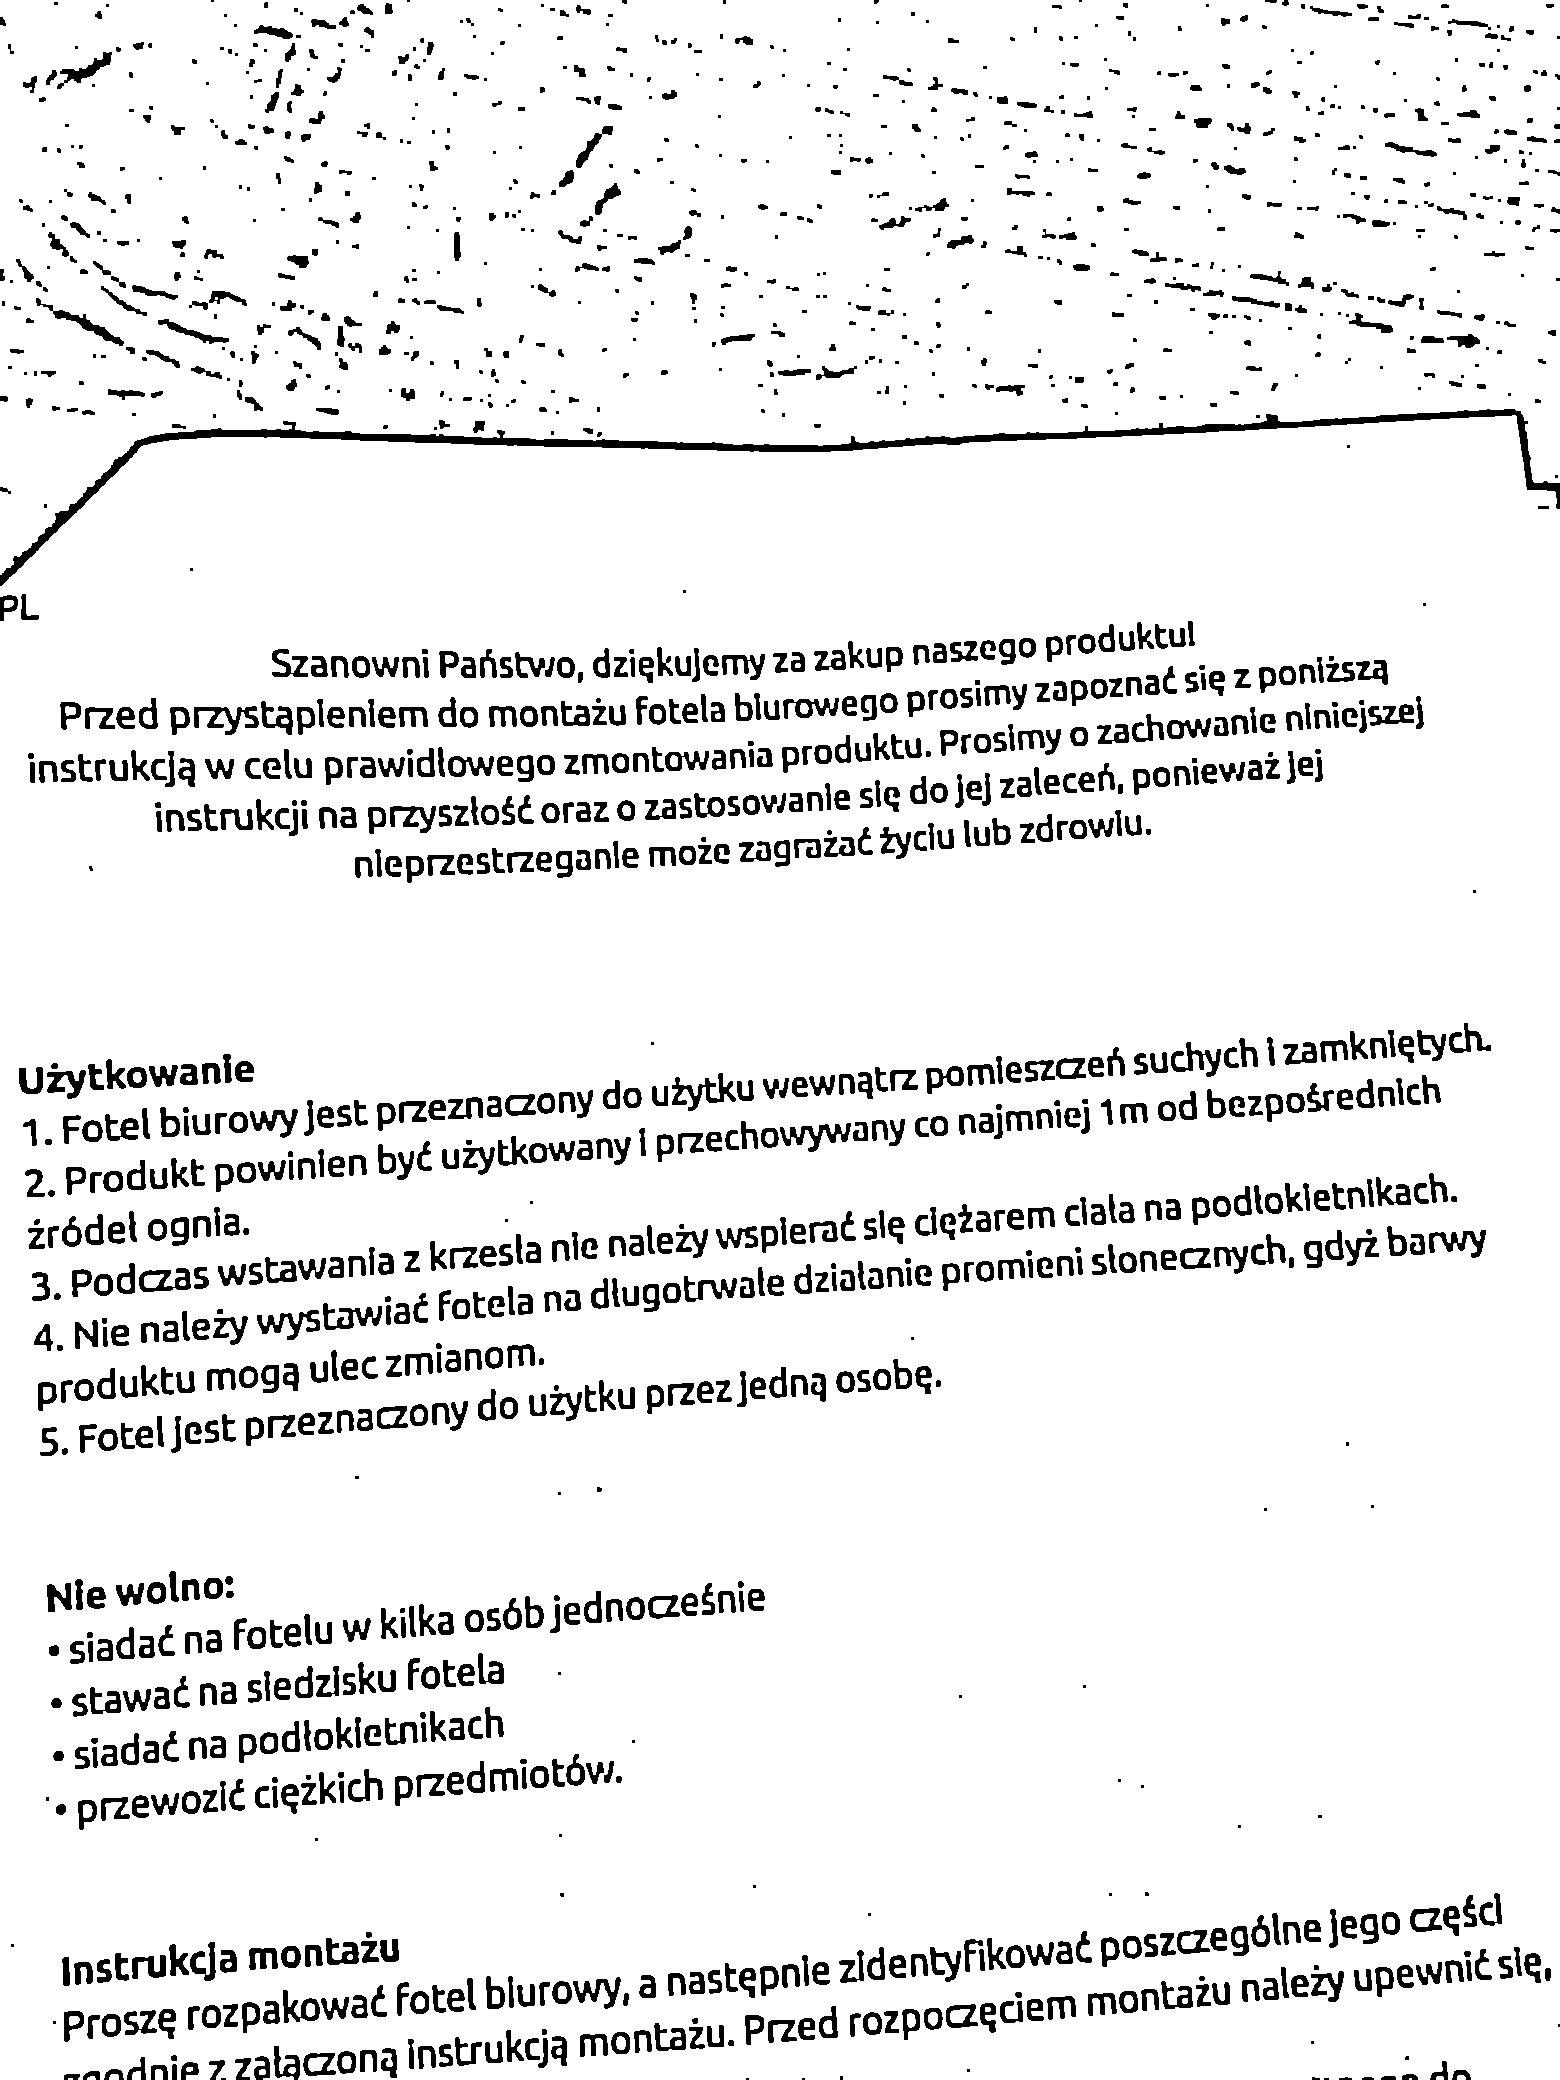 PL
Szanowni Państwo, dziękujemy za zakup naszego produktu!
Przed przystąpieniem do montażu fotela biurowego prosimy zapoznać się z poniższą
instrukcją w celu prawidłowego zmontowania produktu. Prosimy o zachowanie niniejszej
instrukcji na przyszłość oraz o zastosowanie się do jej zaleceń, ponieważ jej
nieprzestrzeganie może zagrażać życiu lub zdrowiu.
Użytkowanie
1. Fotel biurowy jest przeznaczony do użytku wewnątrz pomieszczeń suchych i zamkniętych.
2. Produkt powinien być użytkowany i przechowywany co najmniej 1m od bezpośrednich
źródeł ognia.
3. Podczas wstawania z krzesła nie należy wspierać się ciężarem ciała na podłokietnikach.
4. Nie należy wystawiać fotela na długotrwałe działanie promieni słonecznych, gdyż barwy
produktu mogą ulec zmianom.
5. Fotel jest przeznaczony do użytku przez jedną osobę.
Nie wolno:
• siadać na fotelu w kilka osób jednocześnie
• stawać na siedzisku fotela
• siadać na podłokietnikach
• przewozić ciężkich przedmiotów.
Instrukcja montażu
Proszę rozpakować fotel biurowy, a następnie zidentyfikować poszczególne jego części
zgodnie z załączoną instrukcją montażu. Przed rozpoczęciem montażu należy upewnić się,
do